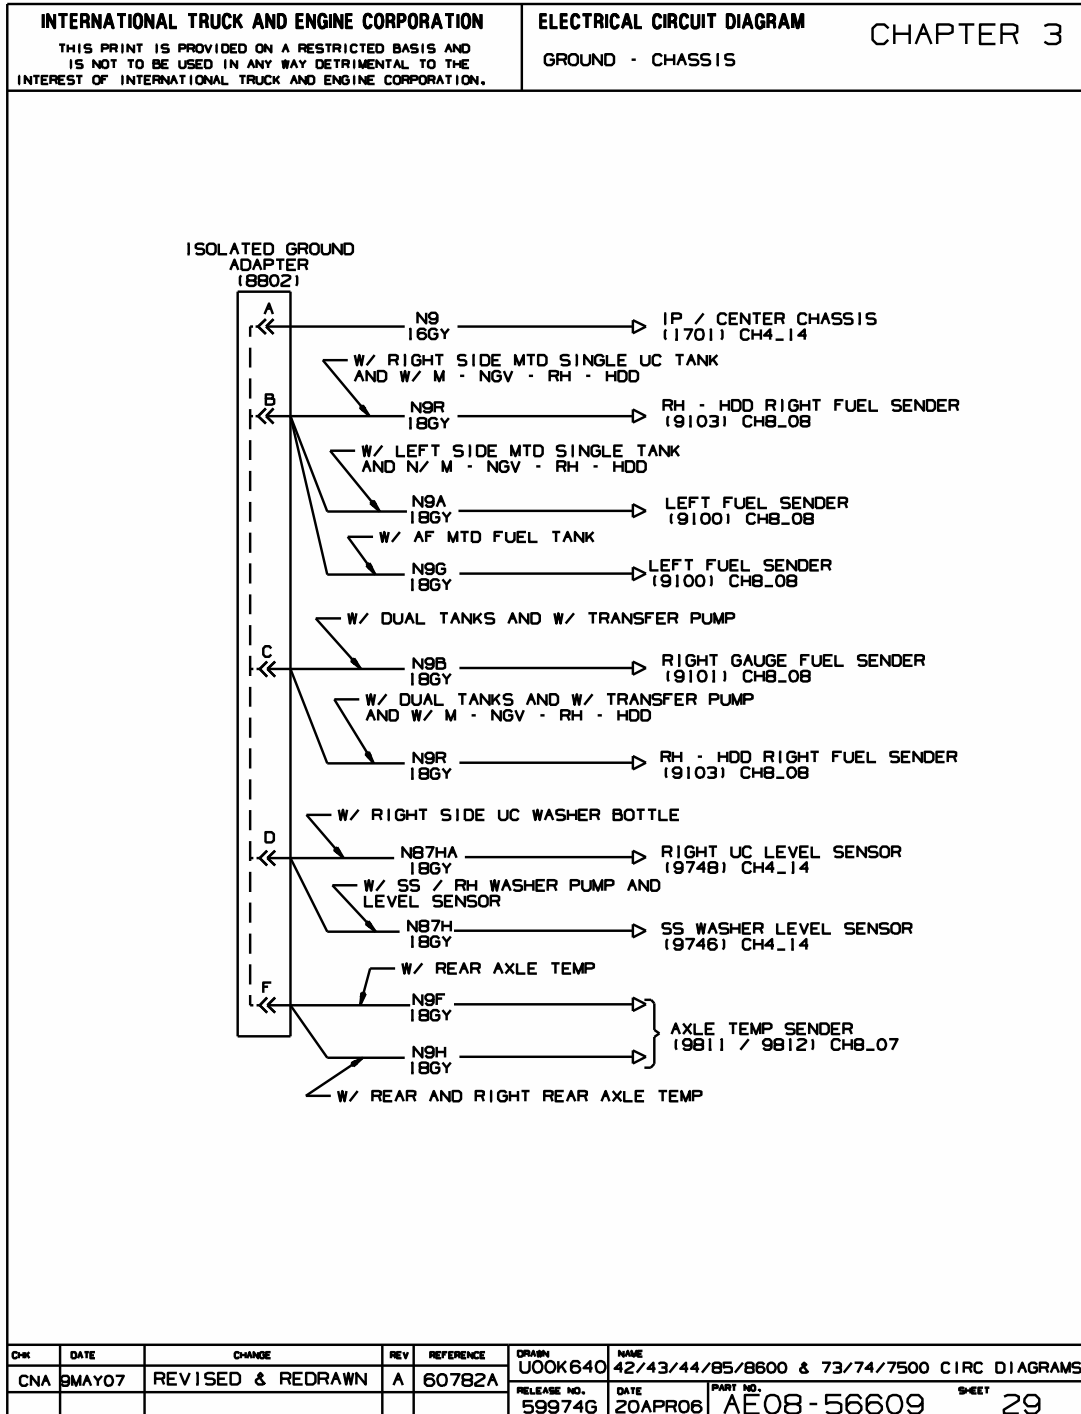 INTERNATIONAL TRUCK AND ENGINE CORPORATION
THIS PRINT IS PROVIDED ON A RESTRICTED BASIS AND
IS NOT TO BE USED IN ANY WAY DETRIMENTAL TO THE
INTEREST OF INTERNATIONAL TRUCK AND ENGINE CORPORATION.
ELECTRICAL CIRCUIT DIAGRAM
GROUND - CHASSIS
CHAPTER 3
ISOLATED GROUND
ADAPTER
(8802)
A
N9
16GY
IP / CENTER CHASSIS
(1701) CH4_14
W/ RIGHT SIDE MTD SINGLE UC TANK
AND W/ M - NGV - RH - HDD
B
N9R
18GY
RH - HDD RIGHT FUEL SENDER
(9103) CH8_08
W/ LEFT SIDE MTD SINGLE TANK
AND N/ M - NGV - RH - HDD
N9A
18GY
LEFT FUEL SENDER
(9100) CH8_08
W/ AF MTD FUEL TANK
N9G
18GY
LEFT FUEL SENDER
(9100) CH8_08
W/ DUAL TANKS AND W/ TRANSFER PUMP
C
N9B
18GY
RIGHT GAUGE FUEL SENDER
(9101) CH8_08
W/ DUAL TANKS AND W/ TRANSFER PUMP
AND W/ M - NGV - RH - HDD
N9R
18GY
RH - HDD RIGHT FUEL SENDER
(9103) CH8_08
W/ RIGHT SIDE UC WASHER BOTTLE
D
N87HA
18GY
RIGHT UC LEVEL SENSOR
(9748) CH4_14
W/ SS / RH WASHER PUMP AND
LEVEL SENSOR
N87H
18GY
SS WASHER LEVEL SENSOR
(9746) CH4_14
W/ REAR AXLE TEMP
F
N9F
18GY
AXLE TEMP SENDER
(9811 / 9812) CH8_07
N9H
18GY
W/ REAR AND RIGHT REAR AXLE TEMP
CHK DATE CHANGE REV REFERENCE
CNA 9MAY07 REVISED & REDRAWN A 60782A
DRAWN
U00K640
NAME
42/43/44/85/8600 & 73/74/7500 CIRC DIAGRAMS
RELEASE NO.
59974G
DATE
20APR06
PART NO.
AE08-56609
SHEET
29